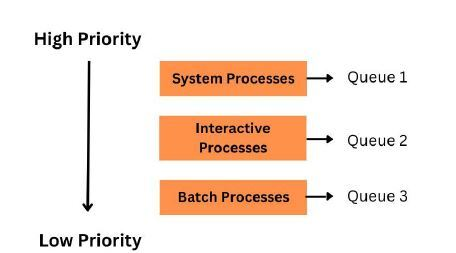 High Priority
System Processes
Queue 1
Interactive
Processes
Queue 2
Batch Processes
Queue 3
Low Priority